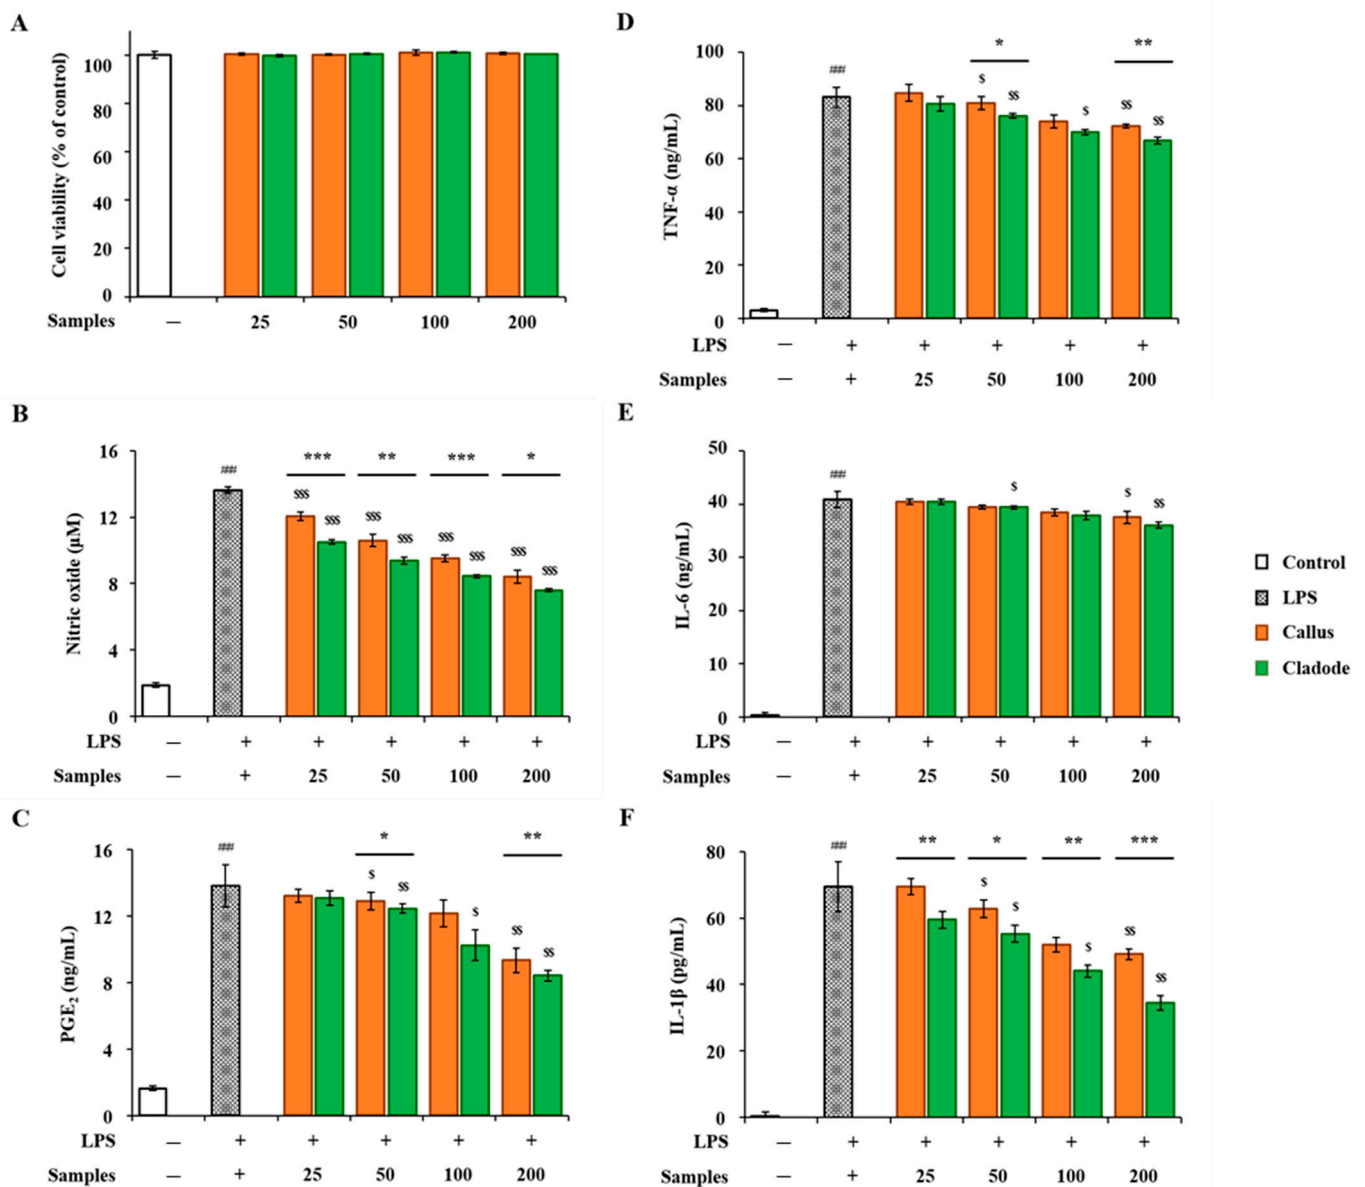 A
Cell viability (% of control)
100
80
60
40
20
0
Samples — 25 50 100 200
B
Nitric oxide (μM)
16
12
8
4
0
## $$$ $$$ $$$ $$$ $$$ $$$ $$$ $$$
*** ** *** *
LPS — + + + + +
Samples — + 25 50 100 200
C
PGE₂ (ng/mL)
16
12
8
4
0
## $ $$ $ $$ $$
* **
LPS — + + + + +
Samples — + 25 50 100 200
D
TNF-α (ng/mL)
100
80
60
40
20
0
## $ $$ $ $$ $$
* **
LPS — + + + + +
Samples — + 25 50 100 200
E
IL-6 (ng/mL)
50
40
30
20
10
0
## $ $ $$
LPS — + + + + +
Samples — + 25 50 100 200
F
IL-1β (pg/mL)
80
60
40
20
0
## $ $ $ $$ $$
** * ** ***
LPS — + + + + +
Samples — + 25 50 100 200
Control
LPS
Callus
Cladode